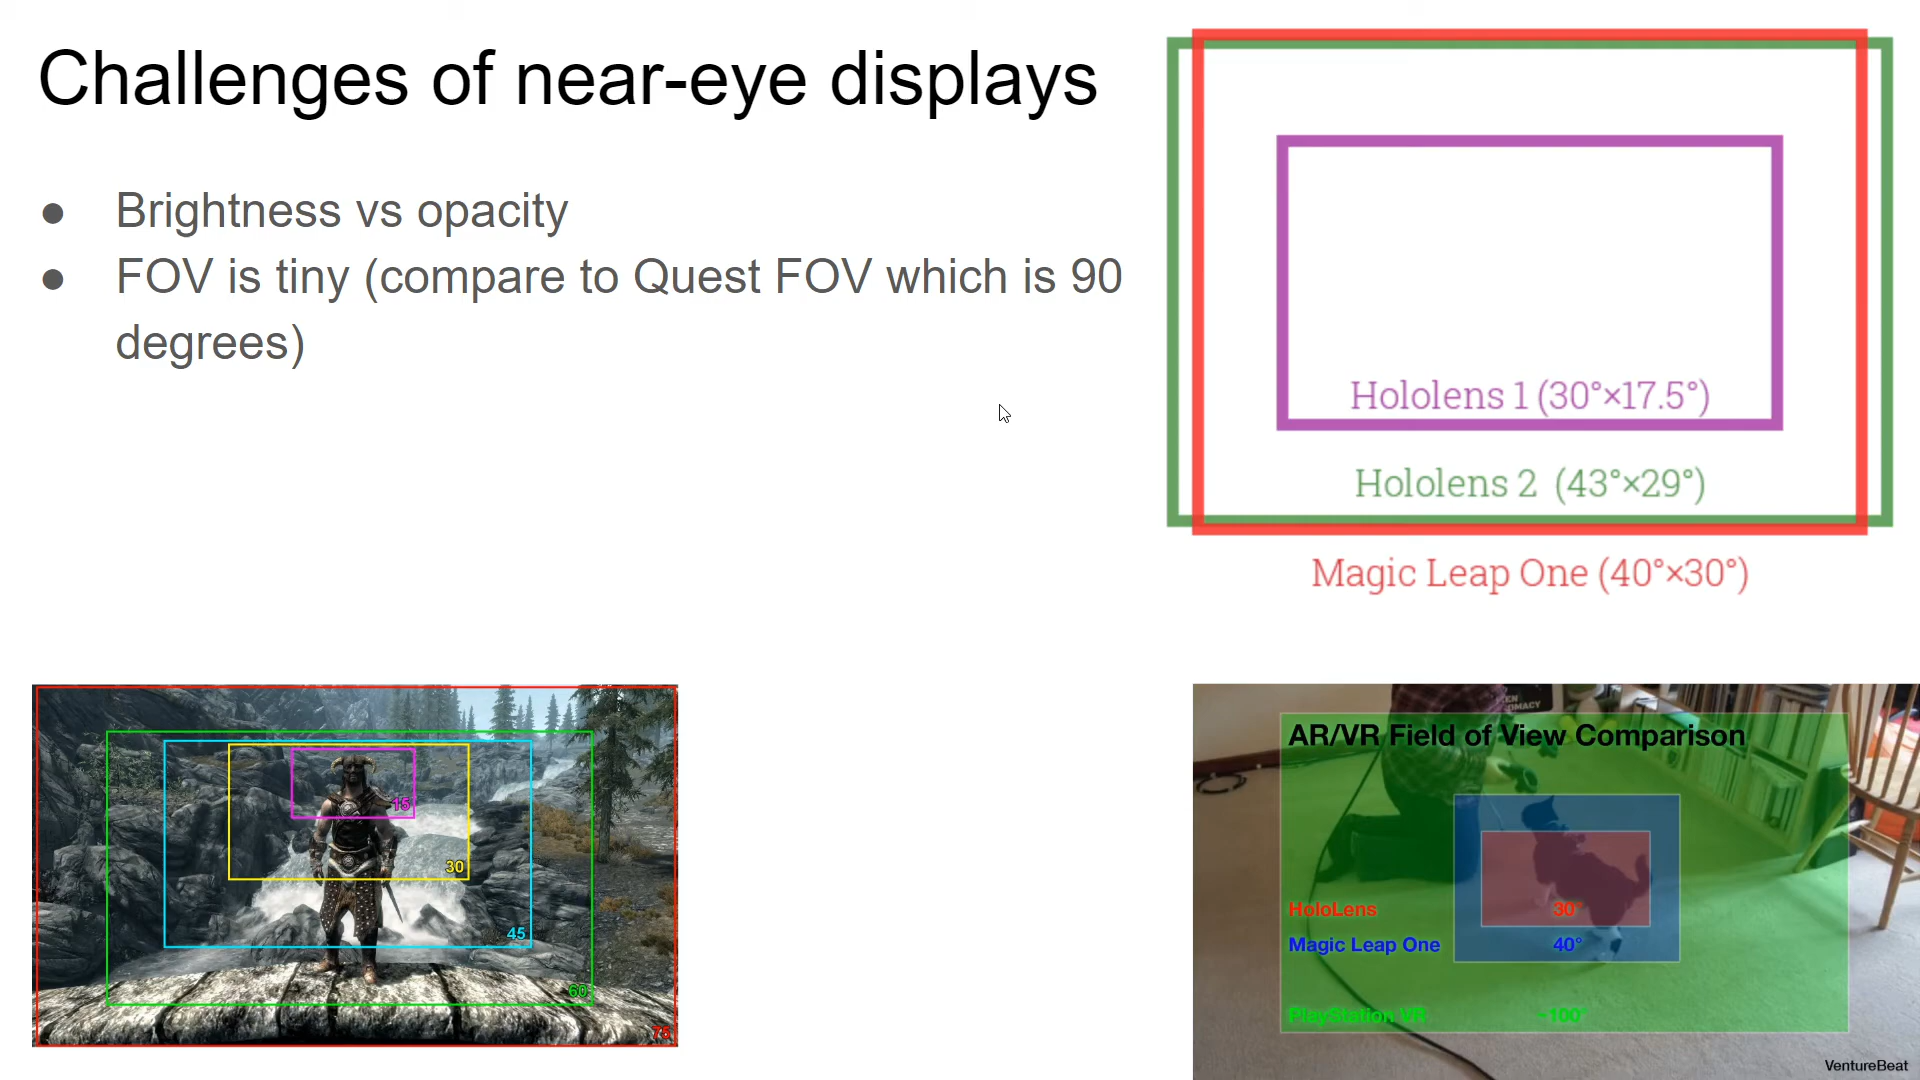 Challenges of near-eye displays
● Brightness vs opacity
● FOV is tiny (compare to Quest FOV which is 90
degrees)
Hololens 1 (30°×17.5°)
Hololens 2 (43°×29°)
Magic Leap One (40°×30°)
15
30
45
60
75
AR/VR Field of View Comparison
HoloLens 30°
Magic Leap One 40°
PlayStation VR ~100°
VentureBeat